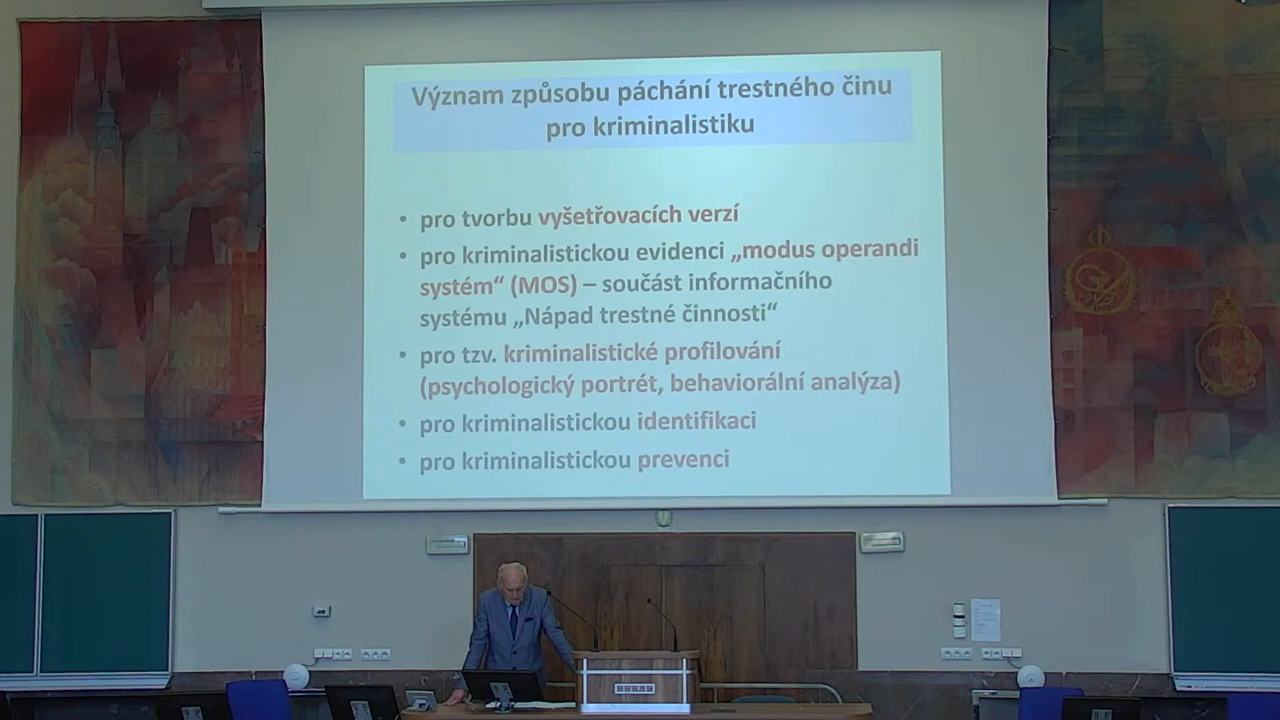 Význam způsobu páchání trestného činu
pro kriminalistiku
• pro tvorbu vyšetřovacích verzí
• pro kriminalistickou evidenci „modus operandi
systém“ (MOS) – součást informačního
systému „Nápad trestné činnosti“
• pro tzv. kriminalistické profilování
(psychologický portrét, behaviorální analýza)
• pro kriminalistickou identifikaci
• pro kriminalistickou prevenci